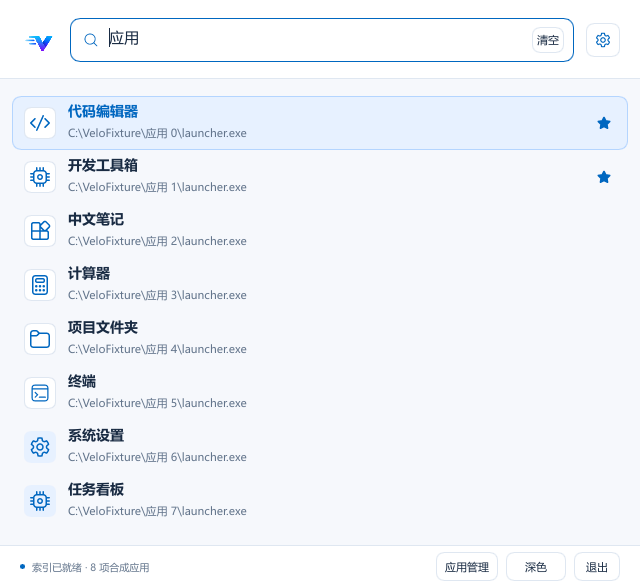 应用
清空
代码编辑器
C:\VeloFixture\应用 0\launcher.exe
开发工具箱
C:\VeloFixture\应用 1\launcher.exe
中文笔记
C:\VeloFixture\应用 2\launcher.exe
计算器
C:\VeloFixture\应用 3\launcher.exe
项目文件夹
C:\VeloFixture\应用 4\launcher.exe
终端
C:\VeloFixture\应用 5\launcher.exe
系统设置
C:\VeloFixture\应用 6\launcher.exe
任务看板
C:\VeloFixture\应用 7\launcher.exe
索引已就绪 · 8 项合成应用
应用管理
深色
退出